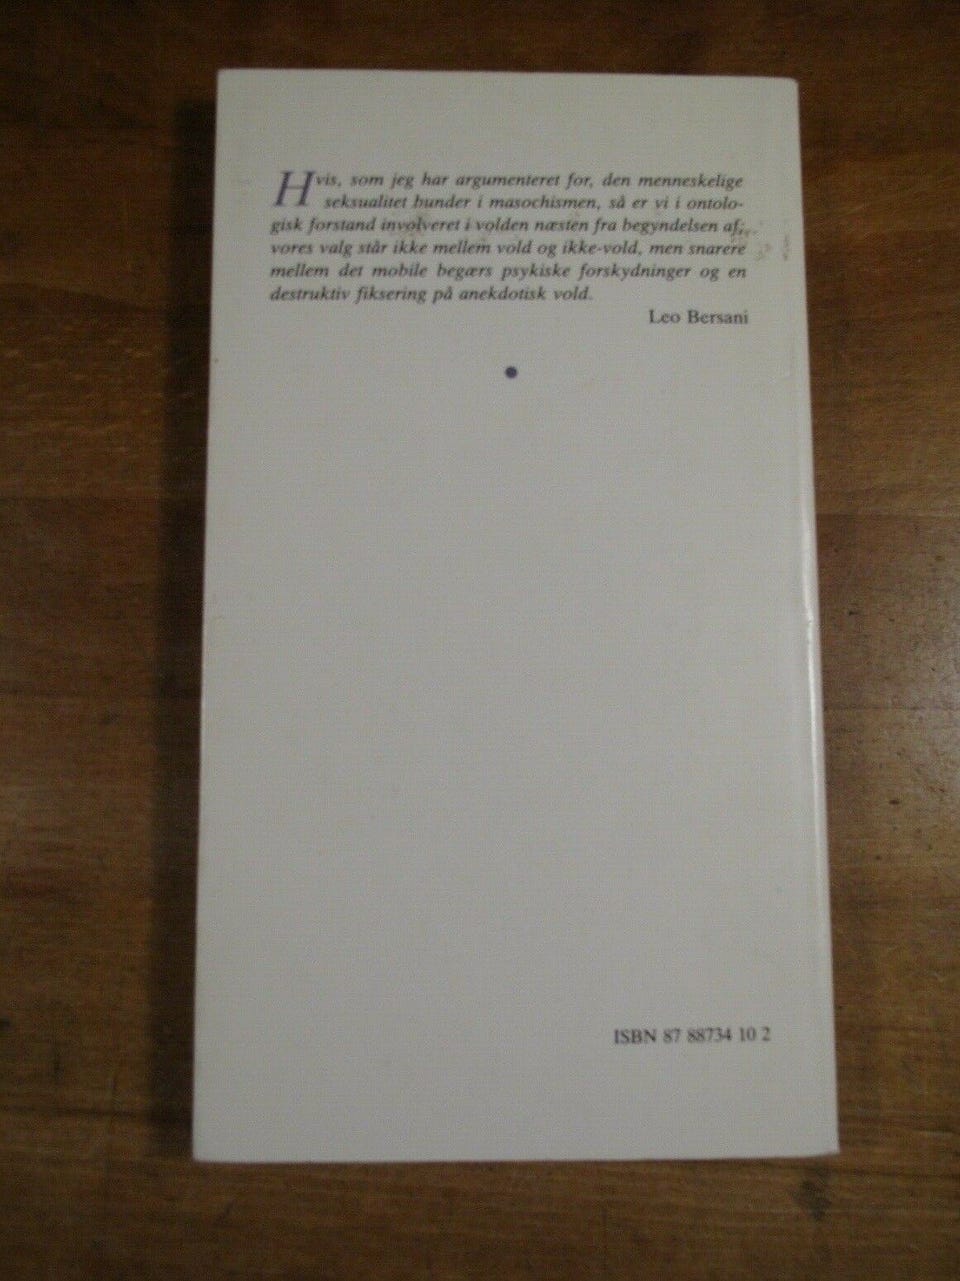 Hvis, som jeg har argumenteret for, den menneskelige
seksualitet bunder i masochismen, så er vi i ontolo-
gisk forstand involveret i volden næsten fra begyndelsen af;
vores valg står ikke mellem vold og ikke-vold, men snarere
mellem det mobile begærs psykiske forskydninger og en
destruktiv fiksering på anekdotisk vold.
Leo Bersani
ISBN 87 88734 10 2